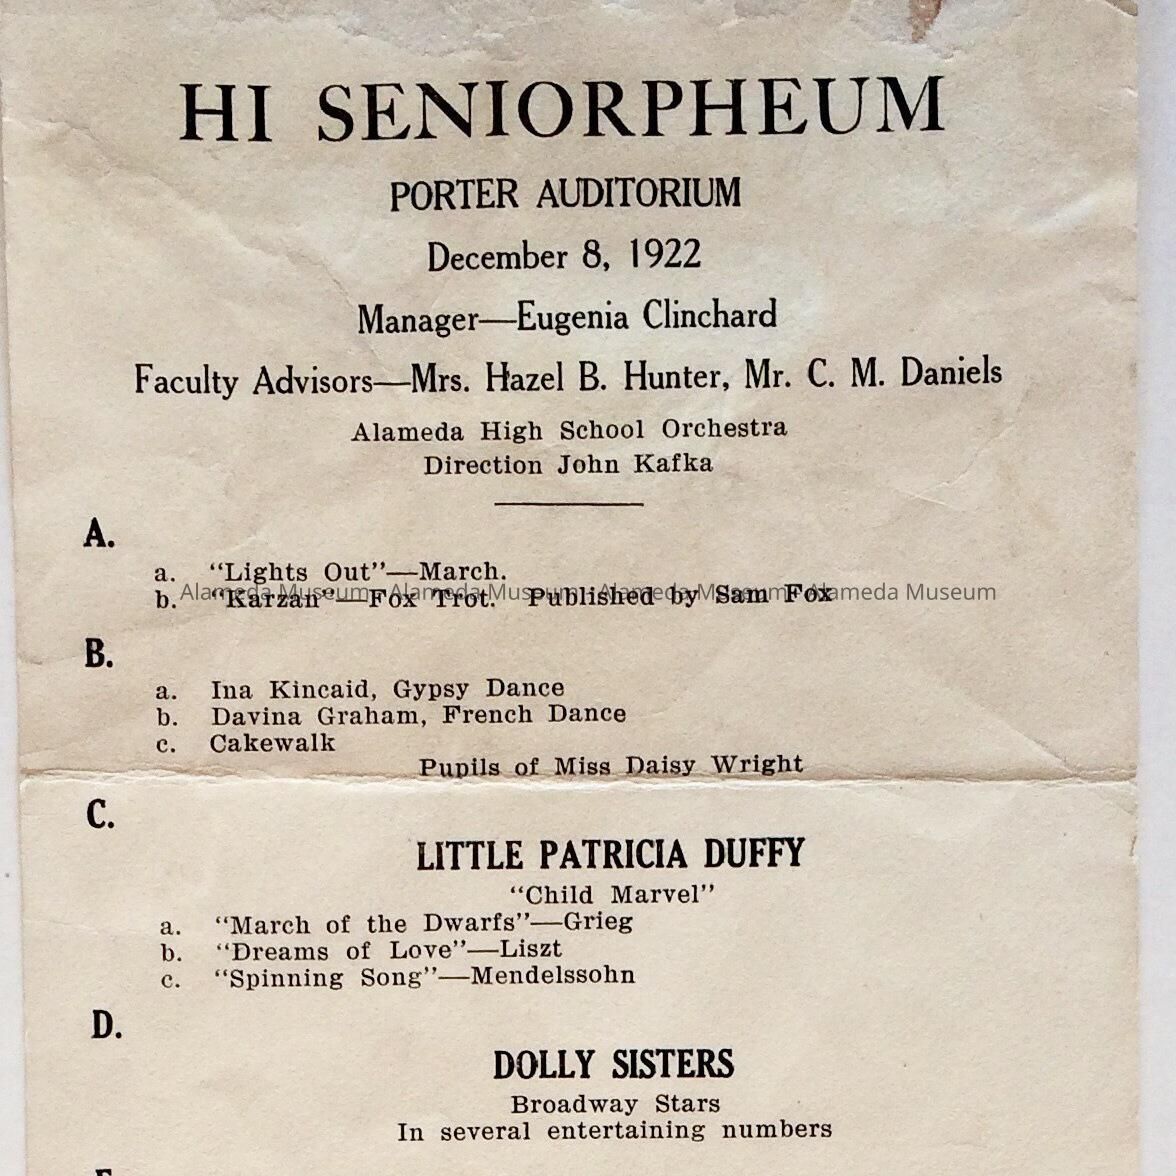 HI SENIORPHEUM
PORTER AUDITORIUM
December 8, 1922
Manager—Eugenia Clinchard
Faculty Advisors—Mrs. Hazel B. Hunter, Mr. C. M. Daniels
Alameda High School Orchestra
Direction John Kafka
A.
a. “Lights Out”—March.
b. “Karzan”—Fox Trot. Published by Sam Fox
Alameda Museum - Alameda Museum - Alameda Museum - Alameda Museum
B.
a. Ina Kincaid, Gypsy Dance
b. Davina Graham, French Dance
c. Cakewalk
Pupils of Miss Daisy Wright
C.
LITTLE PATRICIA DUFFY
“Child Marvel”
a. “March of the Dwarfs”—Grieg
b. “Dreams of Love”—Liszt
c. “Spinning Song”—Mendelssohn
D.
DOLLY SISTERS
Broadway Stars
In several entertaining numbers